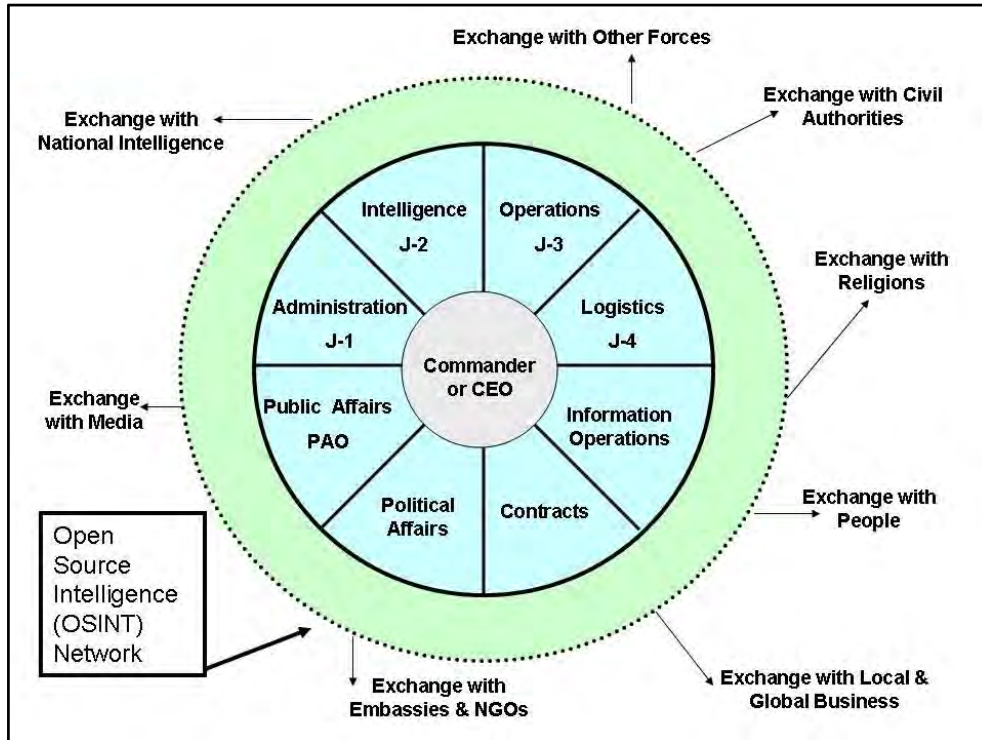 Exchange with Other Forces
Exchange with Civil
Authorities
Exchange with
National Intelligence
Intelligence
J-2
Operations
J-3
Exchange with
Religions
Administration
J-1
Logistics
J-4
Commander
or CEO
Exchange
with Media
Public Affairs
PAO
Information
Operations
Political
Affairs
Contracts
Exchange with
People
Open
Source
Intelligence
(OSINT)
Network
Exchange with
Embassies & NGOs
Exchange with Local &
Global Business